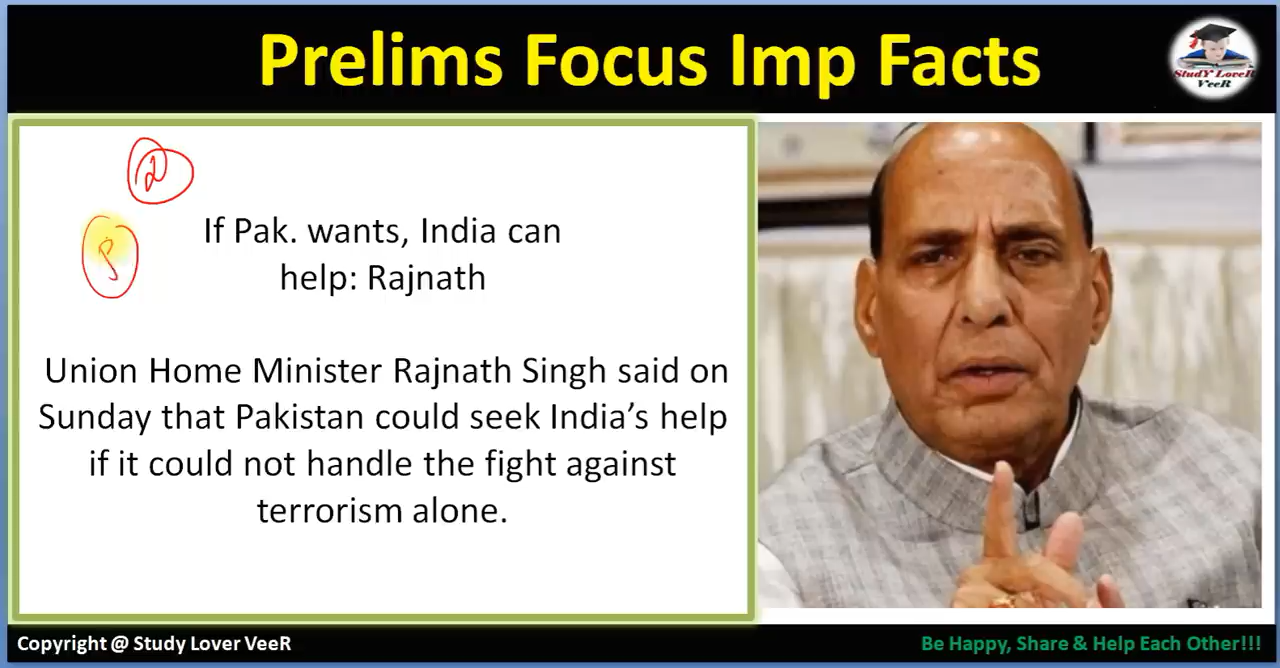 Prelims Focus Imp Facts
StudY LoveR
VeeR
If Pak. wants, India can
help: Rajnath
Union Home Minister Rajnath Singh said on
Sunday that Pakistan could seek India’s help
if it could not handle the fight against
terrorism alone.
Copyright @ Study Lover VeeR
Be Happy, Share & Help Each Other!!!